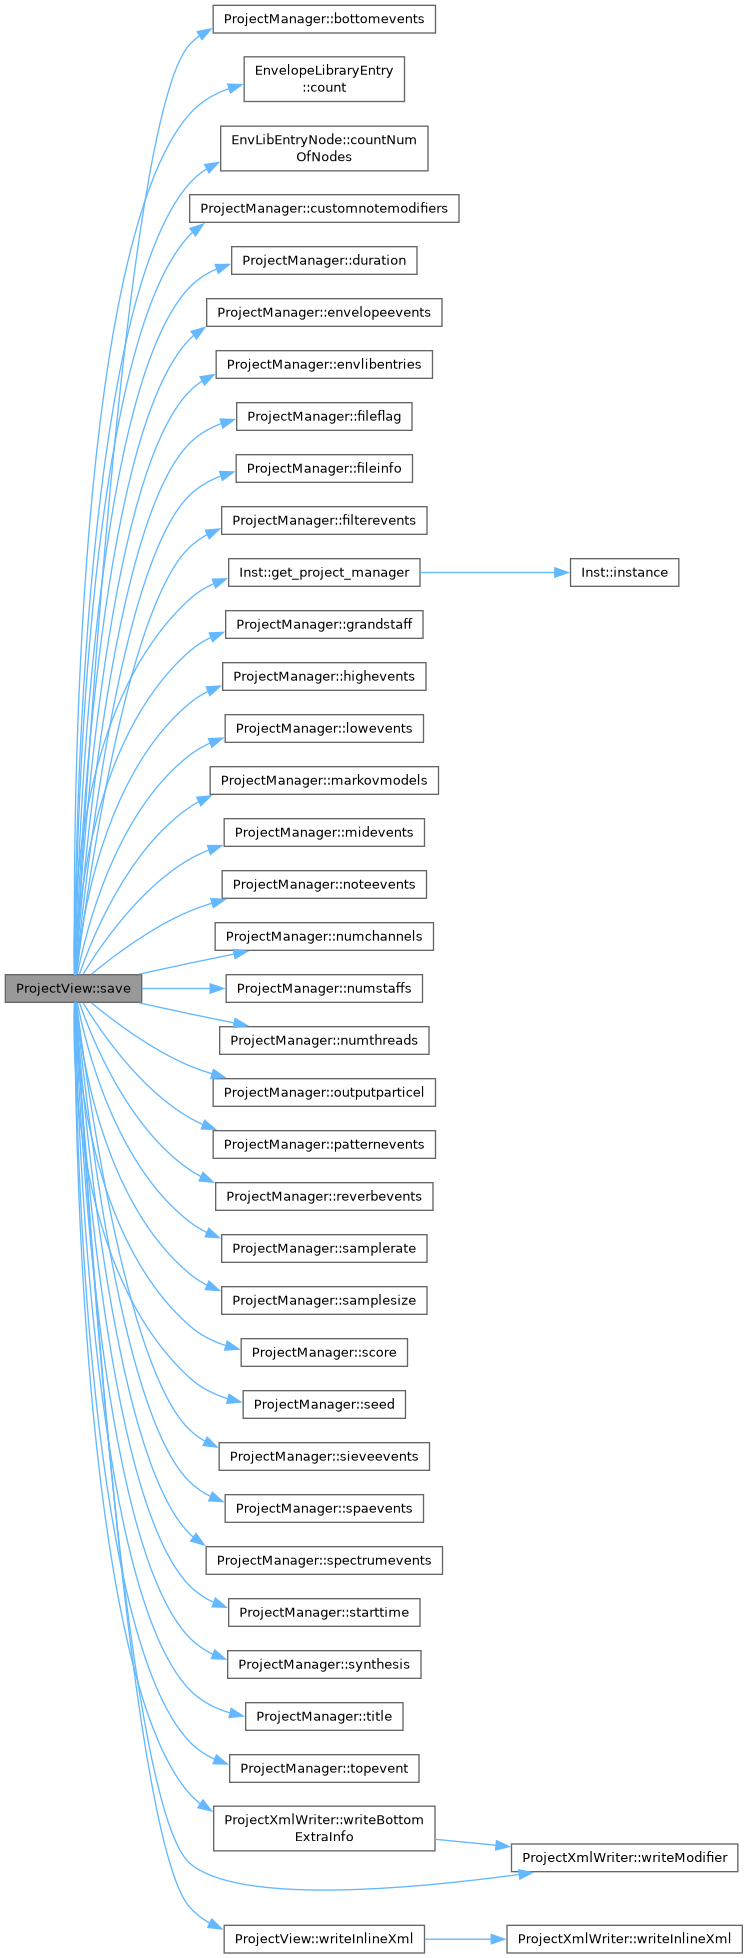 ProjectManager::bottomevents
EnvelopeLibraryEntry
::count
EnvLibEntryNode::countNum
OfNodes
ProjectManager::customnotemodifiers
ProjectManager::duration
ProjectManager::envelopeevents
ProjectManager::envlibentries
ProjectManager::fileflag
ProjectManager::fileinfo
ProjectManager::filterevents
Inst::get_project_manager
Inst::instance
ProjectManager::grandstaff
ProjectManager::highevents
ProjectManager::lowevents
ProjectManager::markovmodels
ProjectManager::midevents
ProjectManager::noteevents
ProjectManager::numchannels
ProjectView::save
ProjectManager::numstaffs
ProjectManager::numthreads
ProjectManager::outputparticel
ProjectManager::patternevents
ProjectManager::reverbevents
ProjectManager::samplerate
ProjectManager::samplesize
ProjectManager::score
ProjectManager::seed
ProjectManager::sieveevents
ProjectManager::spaevents
ProjectManager::spectrumevents
ProjectManager::starttime
ProjectManager::synthesis
ProjectManager::title
ProjectManager::topevent
ProjectXmlWriter::writeBottom
ExtraInfo
ProjectXmlWriter::writeModifier
ProjectView::writeInlineXml
ProjectXmlWriter::writeInlineXml